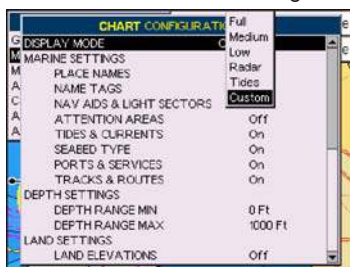 CHART CONFIGURATI
Full
Medium
Low
Radar
Tides
Custom
DISPLAY MODE
MARINE SETTINGS
PLACE NAMES
NAME TAGS
NAV AIDS & LIGHT SECTORS
ATTENTION AREAS Off
TIDES & CURRENTS On
SEABED TYPE On
PORTS & SERVICES On
TRACKS & ROUTES On
DEPTH SETTINGS
DEPTH RANGE MIN 0 Ft
DEPTH RANGE MAX 1000 Ft
LAND SETTINGS
LAND ELEVATIONS Off